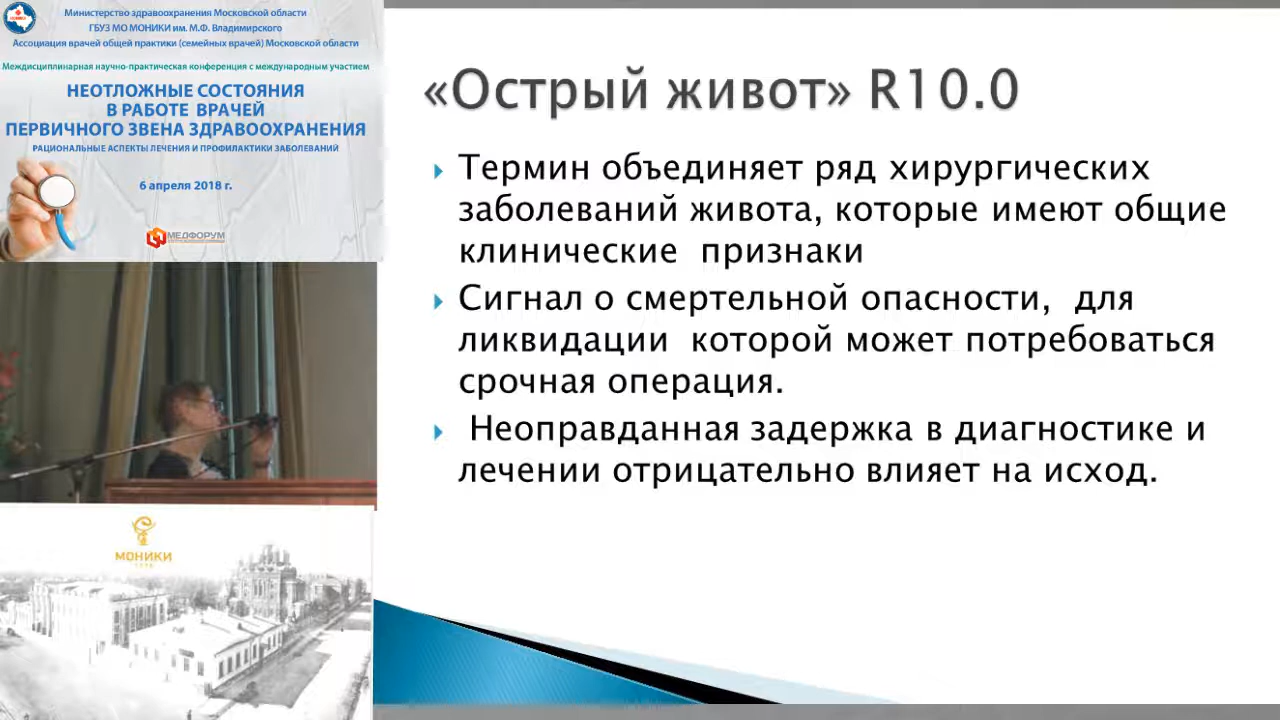 Министерство здравоохранения Московской области
ГБУЗ МО МОНИКИ им. М.Ф. Владимирского
Ассоциация врачей общей практики (семейных врачей) Московской области
Междисциплинарная научно-практическая конференция с международным участием
НЕОТЛОЖНЫЕ СОСТОЯНИЯ
В РАБОТЕ ВРАЧЕЙ
ПЕРВИЧНОГО ЗВЕНА ЗДРАВООХРАНЕНИЯ
РАЦИОНАЛЬНЫЕ АСПЕКТЫ ЛЕЧЕНИЯ И ПРОФИЛАКТИКИ ЗАБОЛЕВАНИЙ
6 апреля 2018 г.
МЕДФОРУМ
МОНИКИ
«Острый живот» R10.0
Термин объединяет ряд хирургических
заболеваний живота, которые имеют общие
клинические признаки
Сигнал о смертельной опасности, для
ликвидации которой может потребоваться
срочная операция.
Неоправданная задержка в диагностике и
лечении отрицательно влияет на исход.